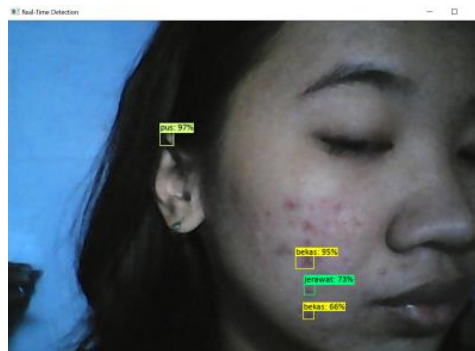 Real-Time Detection
pus: 97%
bekas: 95%
jerawat: 73%
bekas: 66%